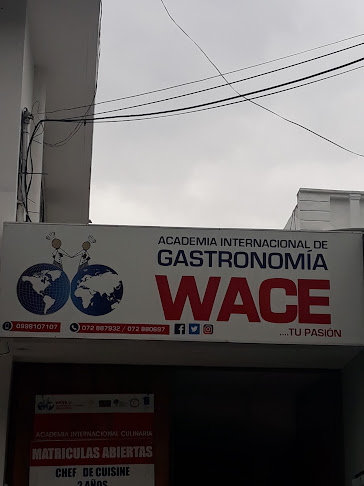 ACADEMIA INTERNACIONAL DE
GASTRONOMÍA
WACE
....TU PASIÓN
0998107107
072 887932 / 072 880697
ACADEMIA INTERNACIONAL CULINARIA
MATRICULAS ABIERTAS
CHEF DE CUISINE
2 AÑOS